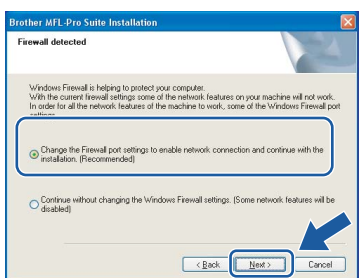 Brother MFL-Pro Suite Installation
Firewall detected
Windows Firewall is helping to protect your computer.
With the current firewall settings some of the network features on your machine will not work.
In order for all the network features of the machine to work, some of the Windows Firewall port
settings
Change the Firewall port settings to enable network connection and continue with the
installation. (Recommended)
Continue without changing the Windows Firewall settings. (Some network features will be
disabled)
< Back
Next >
Cancel